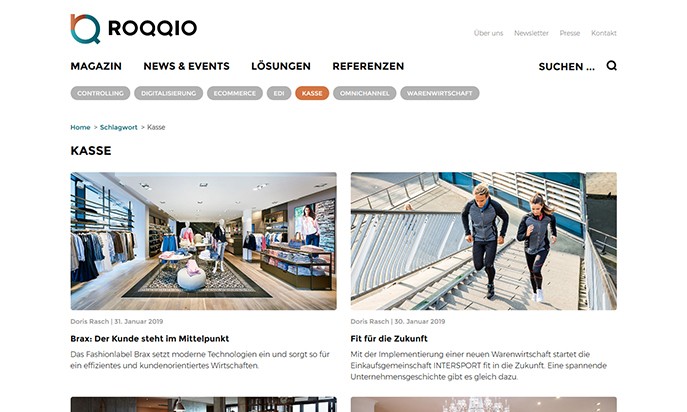 ROQQIO
Über uns Newsletter Presse Kontakt
MAGAZIN NEWS & EVENTS LÖSUNGEN REFERENZEN SUCHEN ...
CONTROLLING DIGITALISIERUNG ECOMMERCE EDI KASSE OMNICHANNEL WARENWIRTSCHAFT
Home > Schlagwort > Kasse
KASSE
Doris Rasch | 31. Januar 2019
Brax: Der Kunde steht im Mittelpunkt
Das Fashionlabel Brax setzt moderne Technologien ein und sorgt so für
ein effizientes und kundenorientiertes Wirtschaften.
Doris Rasch | 30. Januar 2019
Fit für die Zukunft
Mit der Implementierung einer neuen Warenwirtschaft startet die
Einkaufsgemeinschaft INTERSPORT fit in die Zukunft. Eine spannende
Unternehmensgeschichte gibt es gleich dazu.